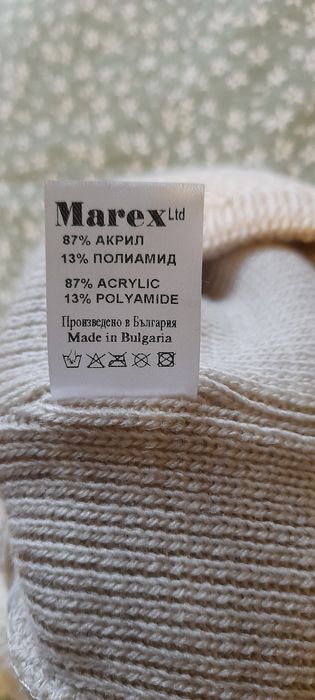 Marex Ltd
87% АКРИЛ
13% ПОЛИАМИД
87% ACRYLIC
13% POLYAMIDE
Произведено в България
Made in Bulgaria